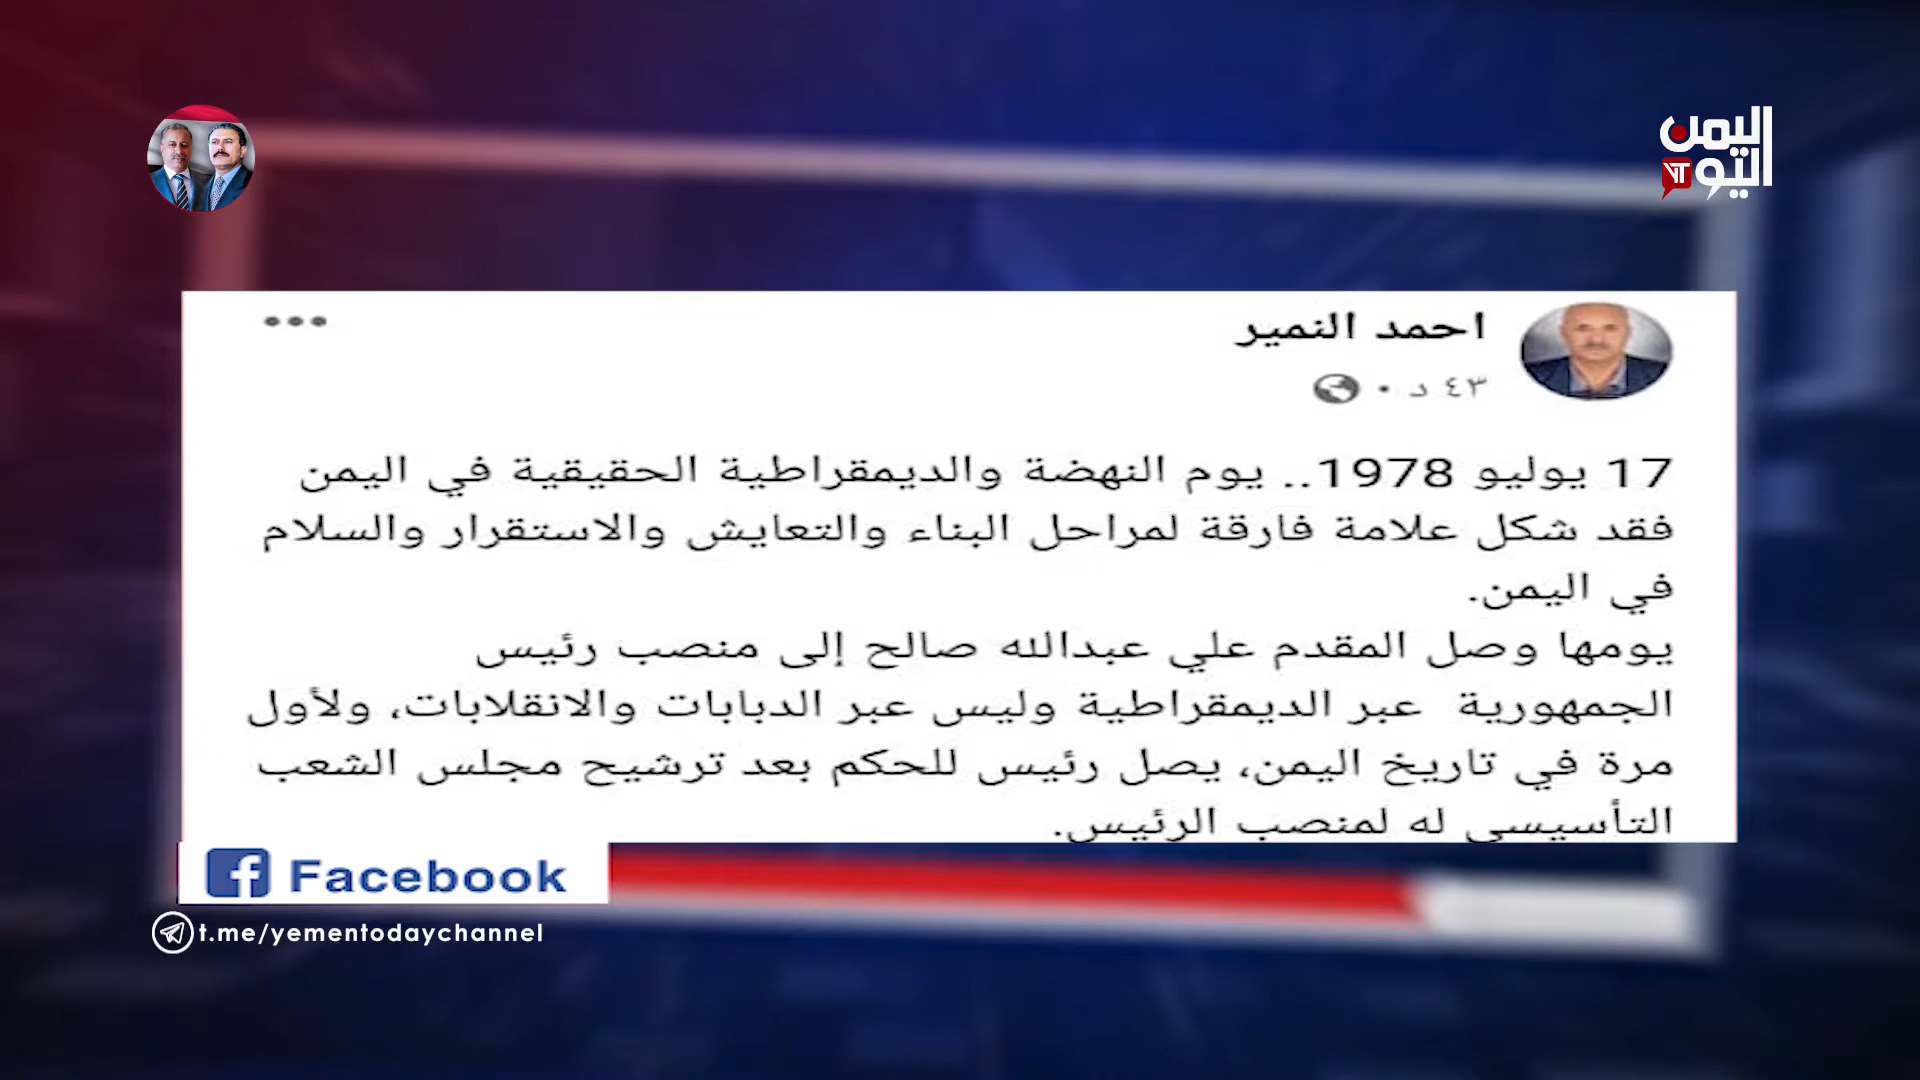 اليمن
اليوم
YT
احمد النمير
٤٣ د •
17 يوليو 1978.. يوم النهضة والديمقراطية الحقيقية في اليمن
فقد شكل علامة فارقة لمراحل البناء والتعايش والاستقرار والسلام
في اليمن.
يومها وصل المقدم علي عبدالله صالح إلى منصب رئيس
الجمهورية عبر الديمقراطية وليس عبر الدبابات والانقلابات، ولأول
مرة في تاريخ اليمن، يصل رئيس للحكم بعد ترشيح مجلس الشعب
التأسيسي له لمنصب الرئيس.
Facebook
t.me/yementodaychannel